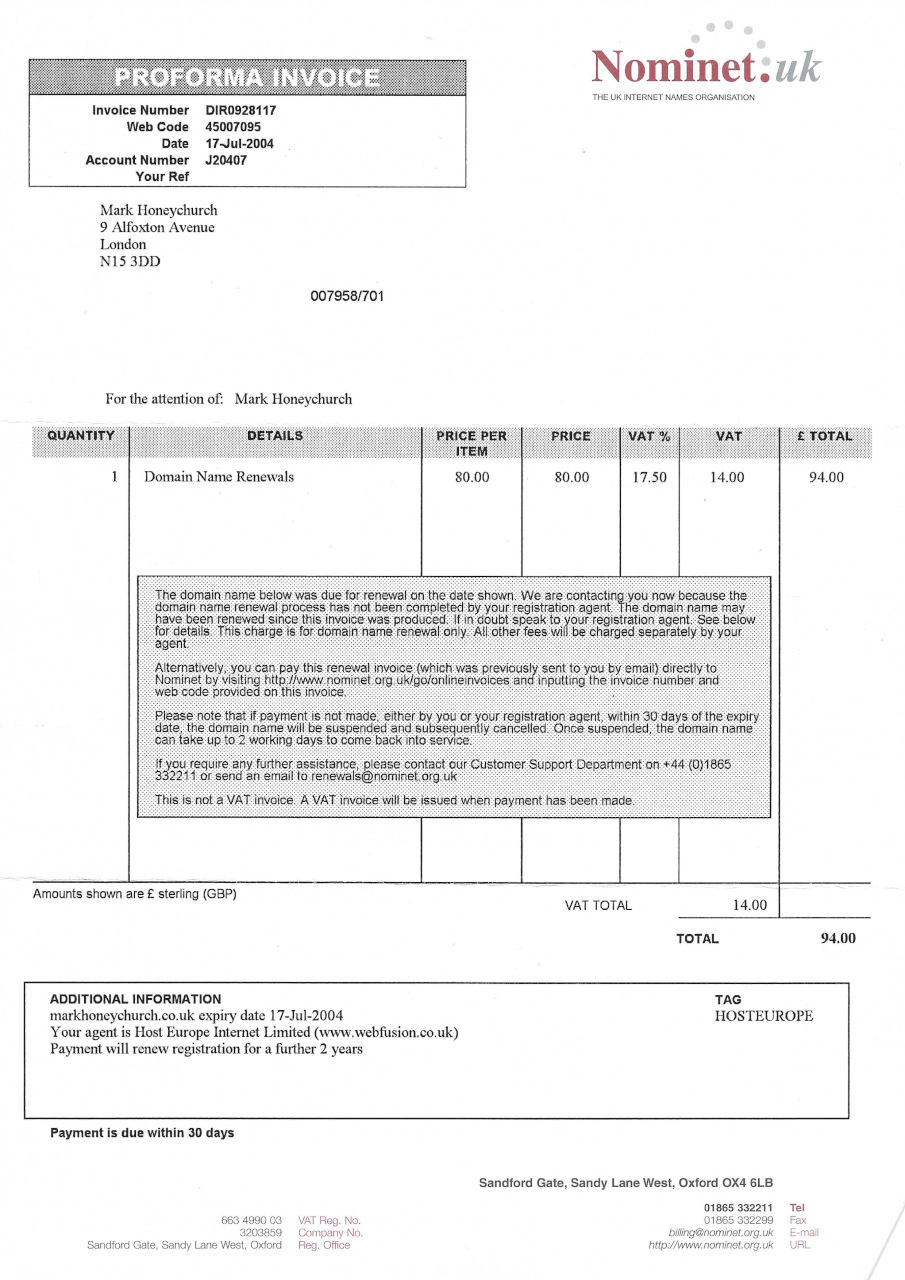 Nominet.uk
THE UK INTERNET NAMES ORGANISATION
PROFORMA INVOICE
Invoice Number DIR0928117
Web Code 45007095
Date 17-Jul-2004
Account Number J20407
Your Ref
Mark Honeychurch
9 Alfoxton Avenue
London
N15 3DD
007958/701
For the attention of: Mark Honeychurch
QUANTITY DETAILS PRICE PER ITEM PRICE VAT % VAT £ TOTAL
1 Domain Name Renewals 80.00 80.00 17.50 14.00 94.00
The domain name below was due for renewal on the date shown. We are contacting you now because the
domain name renewal process has not been completed by your registration agent. The domain name may
have been renewed since this invoice was produced. If in doubt speak to your registration agent. See below
for details. This charge is for domain name renewal only. All other fees will be charged separately by your
agent.
Alternatively, you can pay this renewal invoice (which was previously sent to you by email) directly to
Nominet by visiting http://www.nominet.org.uk/go/onlineinvoices and inputting the invoice number and
web code provided on this invoice.
Please note that if payment is not made, either by you or your registration agent, within 30 days of the expiry
date, the domain name will be suspended and subsequently cancelled. Once suspended, the domain name
can take up to 2 working days to come back into service.
If you require any further assistance, please contact our Customer Support Department on +44 (0)1865
332211 or send an email to renewals@nominet.org.uk
This is not a VAT invoice. A VAT invoice will be issued when payment has been made.
Amounts shown are £ sterling (GBP)
VAT TOTAL 14.00
TOTAL 94.00
ADDITIONAL INFORMATION TAG
markhoneychurch.co.uk expiry date 17-Jul-2004 HOSTEUROPE
Your agent is Host Europe Internet Limited (www.webfusion.co.uk)
Payment will renew registration for a further 2 years
Payment is due within 30 days
Sandford Gate, Sandy Lane West, Oxford OX4 6LB
01865 332211 Tel
663 4990 03 VAT Reg. No. 01865 332299 Fax
3203859 Company No. billing@nominet.org.uk E-mail
Sandford Gate, Sandy Lane West, Oxford Reg. Office http://www.nominet.org.uk URL